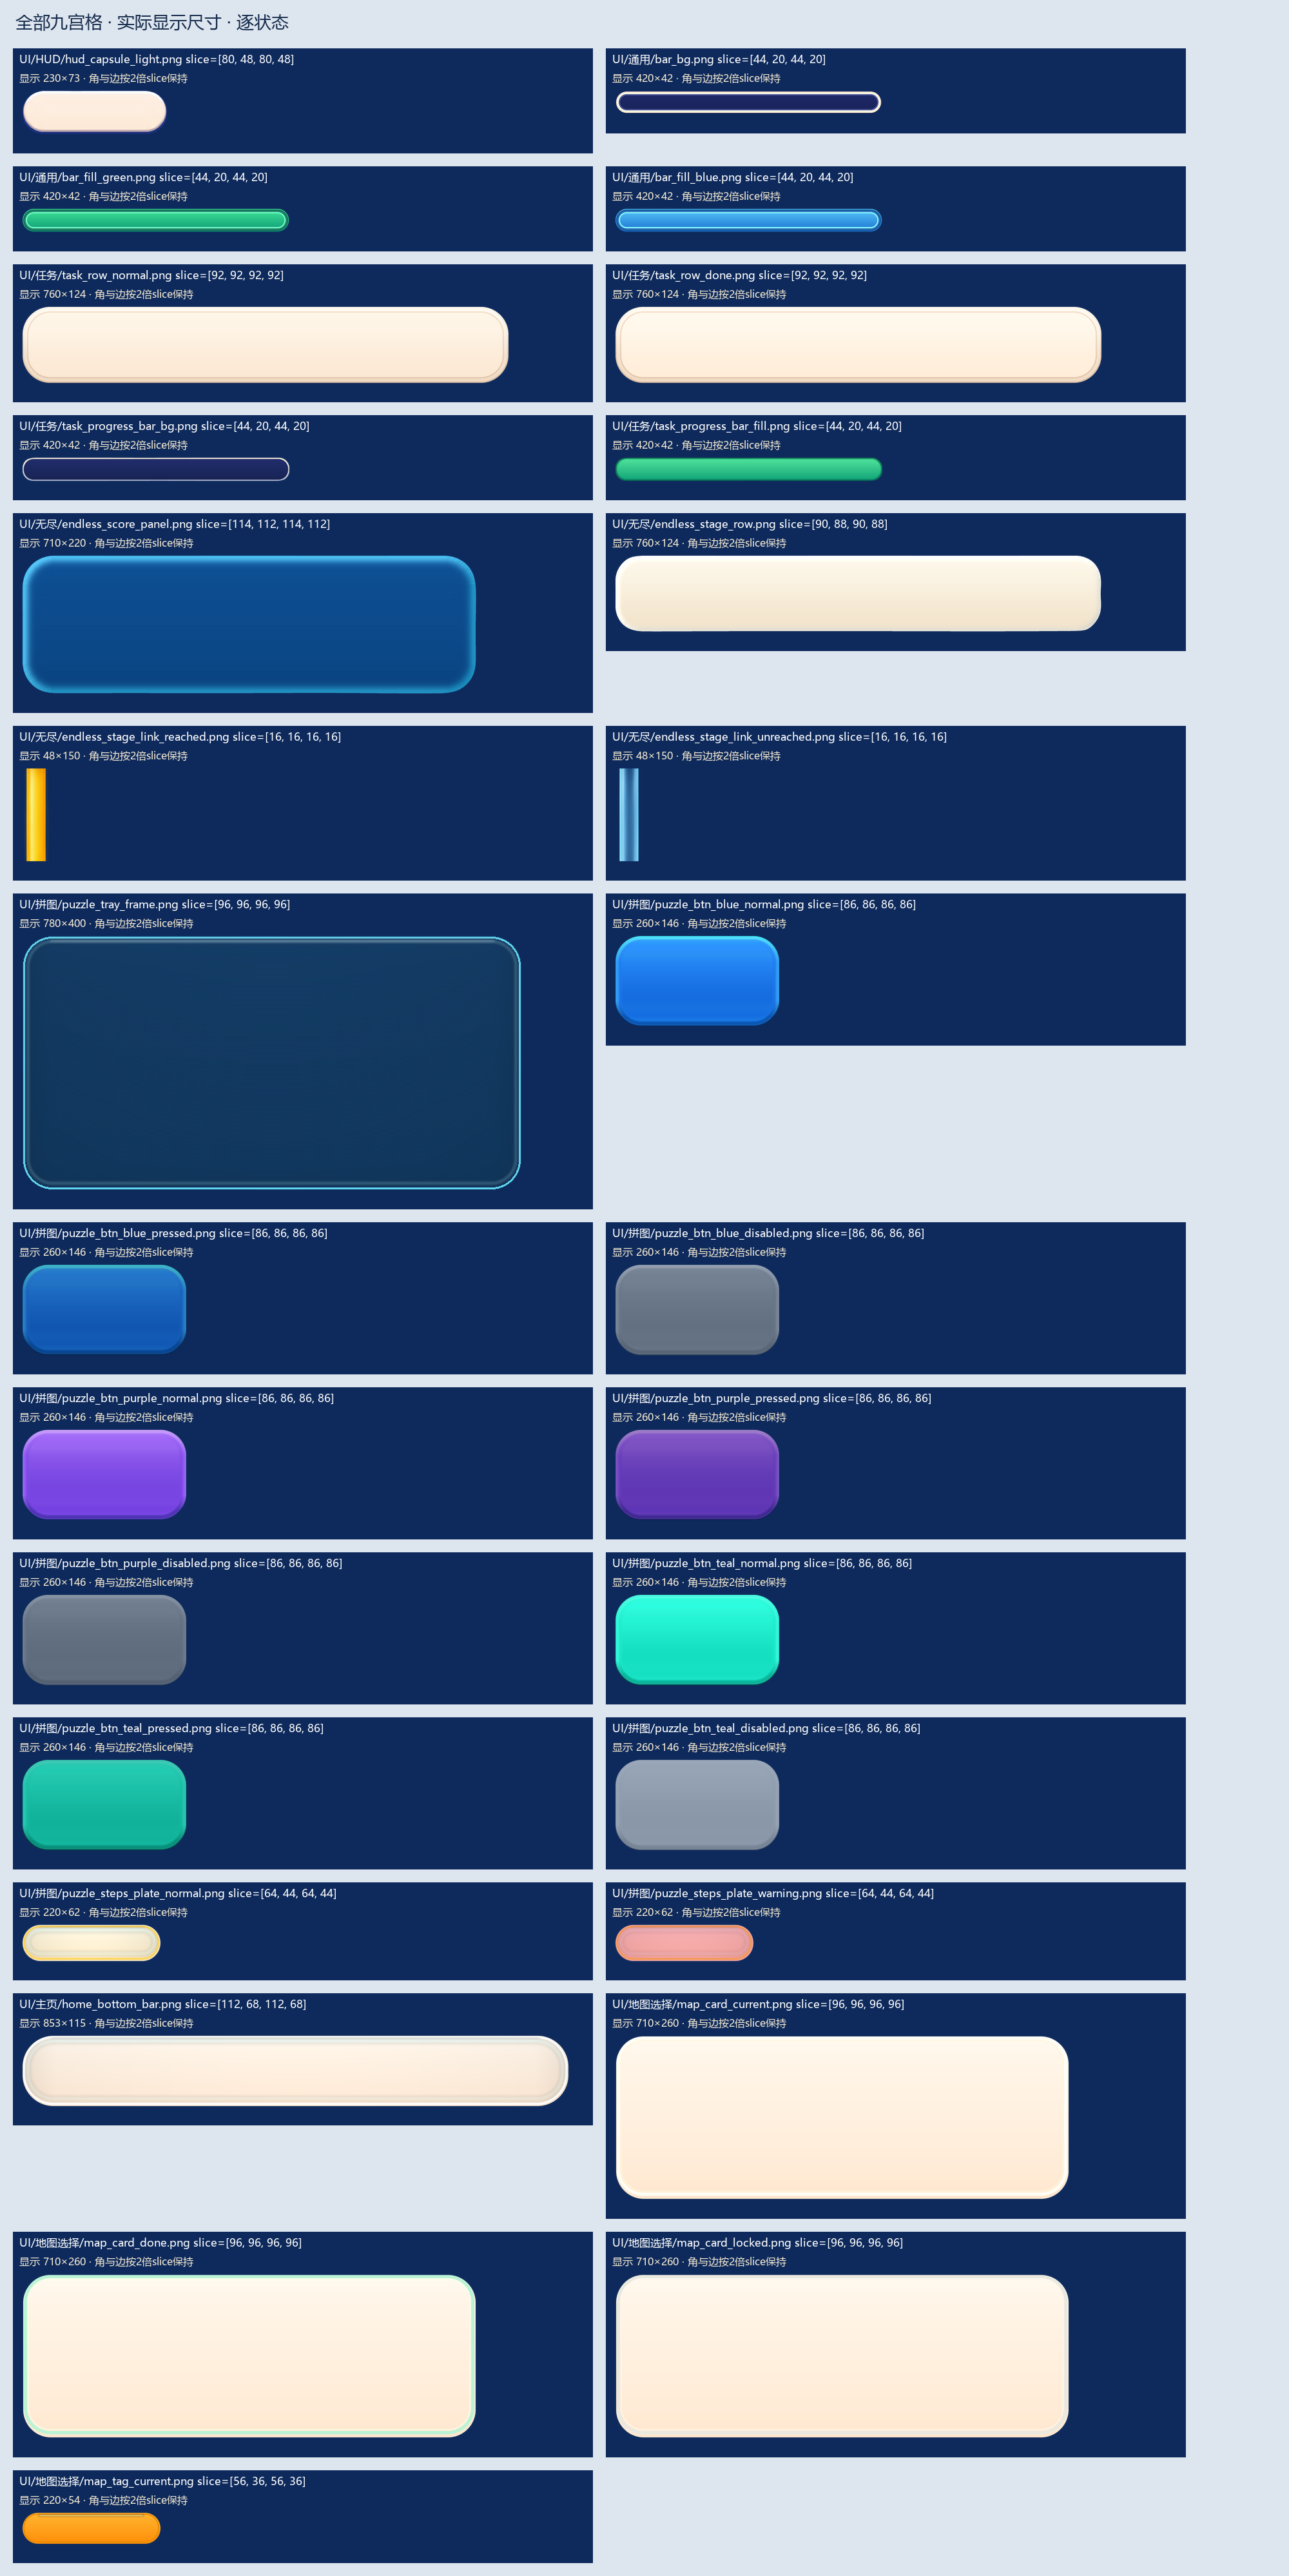 全部九宫格 · 实际显示尺寸 · 逐状态
UI/HUD/hud_capsule_light.png slice=[80, 48, 80, 48]
显示 230×73 · 角与边按2倍slice保持
UI/通用/bar_bg.png slice=[44, 20, 44, 20]
显示 420×42 · 角与边按2倍slice保持
UI/通用/bar_fill_green.png slice=[44, 20, 44, 20]
显示 420×42 · 角与边按2倍slice保持
UI/通用/bar_fill_blue.png slice=[44, 20, 44, 20]
显示 420×42 · 角与边按2倍slice保持
UI/任务/task_row_normal.png slice=[92, 92, 92, 92]
显示 760×124 · 角与边按2倍slice保持
UI/任务/task_row_done.png slice=[92, 92, 92, 92]
显示 760×124 · 角与边按2倍slice保持
UI/任务/task_progress_bar_bg.png slice=[44, 20, 44, 20]
显示 420×42 · 角与边按2倍slice保持
UI/任务/task_progress_bar_fill.png slice=[44, 20, 44, 20]
显示 420×42 · 角与边按2倍slice保持
UI/无尽/endless_score_panel.png slice=[114, 112, 114, 112]
显示 710×220 · 角与边按2倍slice保持
UI/无尽/endless_stage_row.png slice=[90, 88, 90, 88]
显示 760×124 · 角与边按2倍slice保持
UI/无尽/endless_stage_link_reached.png slice=[16, 16, 16, 16]
显示 48×150 · 角与边按2倍slice保持
UI/无尽/endless_stage_link_unreached.png slice=[16, 16, 16, 16]
显示 48×150 · 角与边按2倍slice保持
UI/拼图/puzzle_tray_frame.png slice=[96, 96, 96, 96]
显示 780×400 · 角与边按2倍slice保持
UI/拼图/puzzle_btn_blue_normal.png slice=[86, 86, 86, 86]
显示 260×146 · 角与边按2倍slice保持
UI/拼图/puzzle_btn_blue_pressed.png slice=[86, 86, 86, 86]
显示 260×146 · 角与边按2倍slice保持
UI/拼图/puzzle_btn_blue_disabled.png slice=[86, 86, 86, 86]
显示 260×146 · 角与边按2倍slice保持
UI/拼图/puzzle_btn_purple_normal.png slice=[86, 86, 86, 86]
显示 260×146 · 角与边按2倍slice保持
UI/拼图/puzzle_btn_purple_pressed.png slice=[86, 86, 86, 86]
显示 260×146 · 角与边按2倍slice保持
UI/拼图/puzzle_btn_purple_disabled.png slice=[86, 86, 86, 86]
显示 260×146 · 角与边按2倍slice保持
UI/拼图/puzzle_btn_teal_normal.png slice=[86, 86, 86, 86]
显示 260×146 · 角与边按2倍slice保持
UI/拼图/puzzle_btn_teal_pressed.png slice=[86, 86, 86, 86]
显示 260×146 · 角与边按2倍slice保持
UI/拼图/puzzle_btn_teal_disabled.png slice=[86, 86, 86, 86]
显示 260×146 · 角与边按2倍slice保持
UI/拼图/puzzle_steps_plate_normal.png slice=[64, 44, 64, 44]
显示 220×62 · 角与边按2倍slice保持
UI/拼图/puzzle_steps_plate_warning.png slice=[64, 44, 64, 44]
显示 220×62 · 角与边按2倍slice保持
UI/主页/home_bottom_bar.png slice=[112, 68, 112, 68]
显示 853×115 · 角与边按2倍slice保持
UI/地图选择/map_card_current.png slice=[96, 96, 96, 96]
显示 710×260 · 角与边按2倍slice保持
UI/地图选择/map_card_done.png slice=[96, 96, 96, 96]
显示 710×260 · 角与边按2倍slice保持
UI/地图选择/map_card_locked.png slice=[96, 96, 96, 96]
显示 710×260 · 角与边按2倍slice保持
UI/地图选择/map_tag_current.png slice=[56, 36, 56, 36]
显示 220×54 · 角与边按2倍slice保持